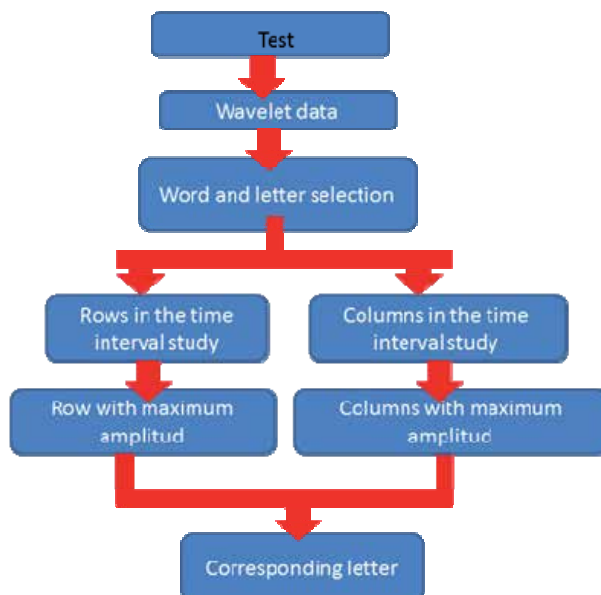 Test
Wavelet data
Word and letter selection
Rows in the time
interval study
Columns in the time
interval study
Row with maximum
amplitud
Columns with maximum
amplitud
Corresponding letter